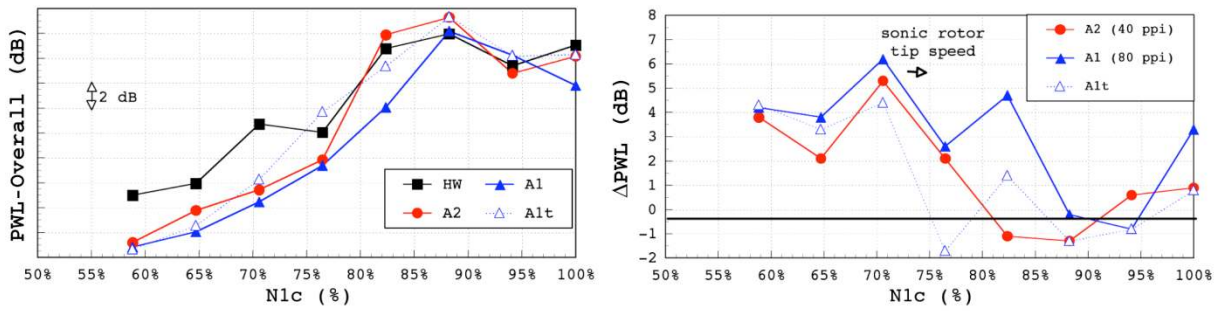 PWL-Overall (dB)
2 dB
HW
A1
A2
A1t
50% 55% 60% 65% 70% 75% 80% 85% 90% 95% 100%
N1c (%)
ΔPWL (dB)
8
7
6
5
4
3
2
1
0
-1
-2
sonic rotor
tip speed
A2 (40 ppi)
A1 (80 ppi)
A1t
50% 55% 60% 65% 70% 75% 80% 85% 90% 95% 100%
N1c (%)